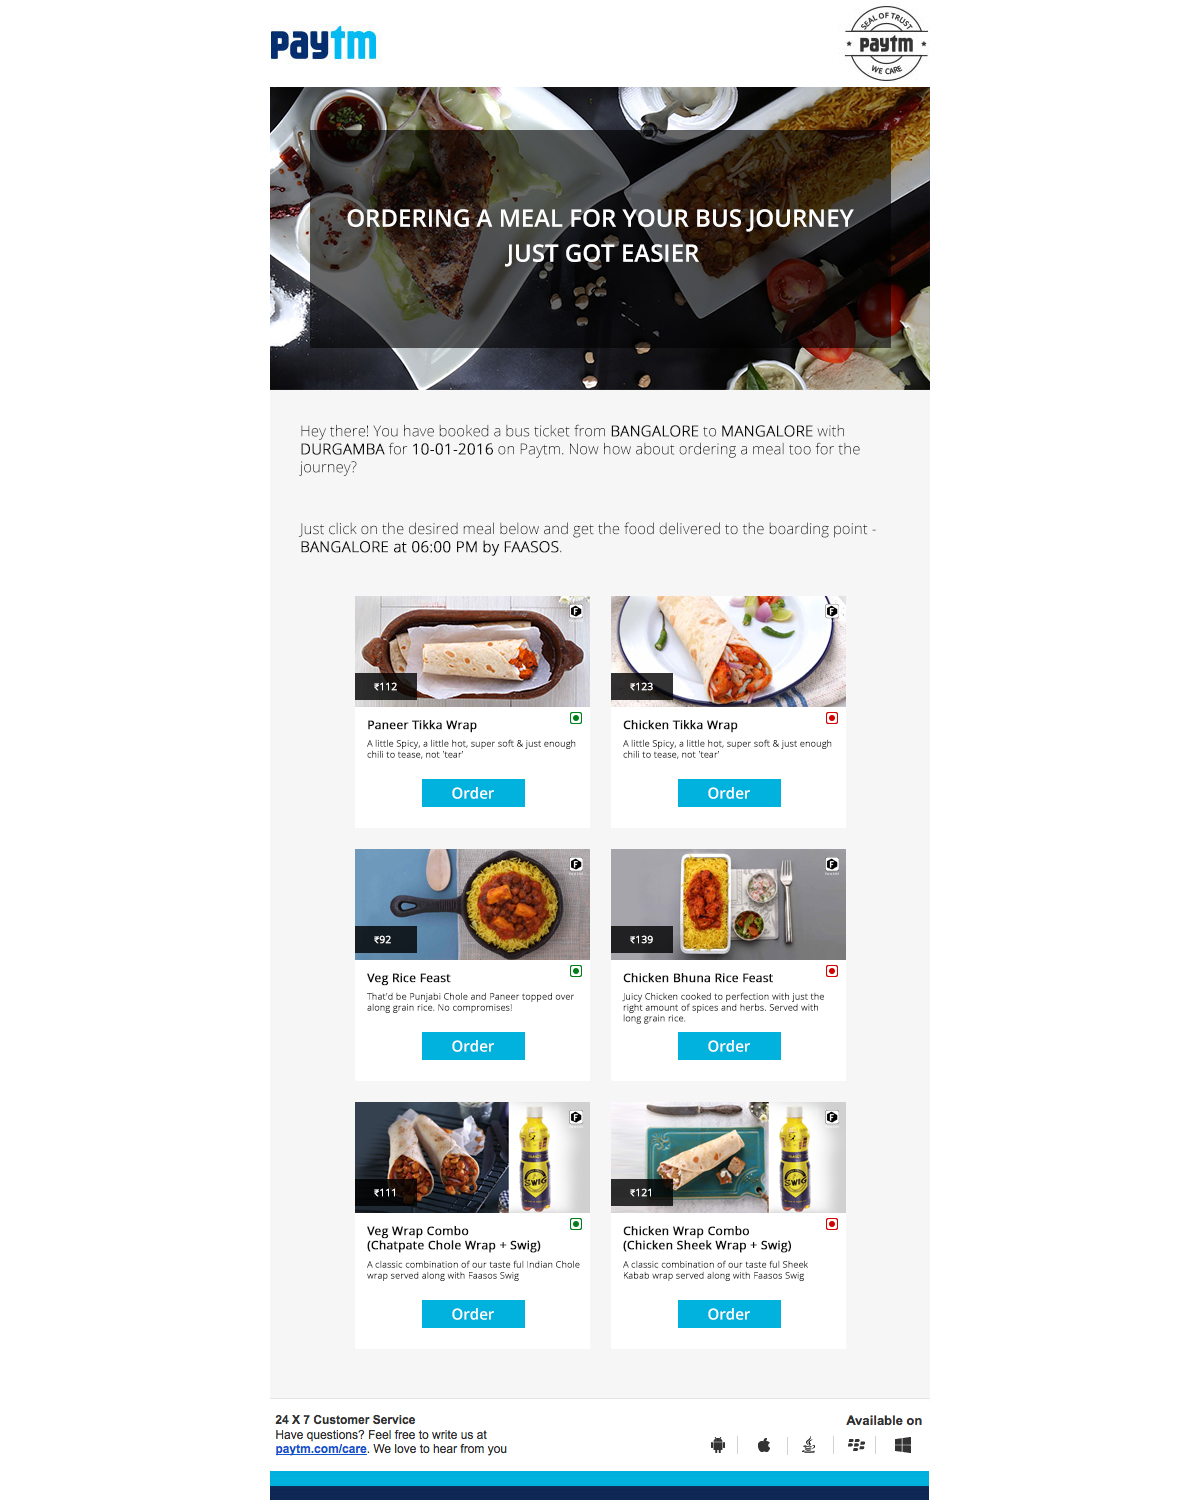 paytm
SEAL OF TRUST
paytm
WE CARE
ORDERING A MEAL FOR YOUR BUS JOURNEY
JUST GOT EASIER
Hey there! You have booked a bus ticket from BANGALORE to MANGALORE with
DURGAMBA for 10-01-2016 on Paytm. Now how about ordering a meal too for the
journey?
Just click on the desired meal below and get the food delivered to the boarding point -
BANGALORE at 06:00 PM by FAASOS.
₹112
Paneer Tikka Wrap
A little Spicy, a little hot, super soft & just enough
chili to tease, not 'tear'
Order
₹123
Chicken Tikka Wrap
A little Spicy, a little hot, super soft & just enough
chili to tease, not 'tear'
Order
₹92
Veg Rice Feast
That'd be Punjabi Chole and Paneer topped over
along grain rice. No compromises!
Order
₹139
Chicken Bhuna Rice Feast
Juicy Chicken cooked to perfection with just the
right amount of spices and herbs. Served with
long grain rice.
Order
₹111
SWIG
Veg Wrap Combo
(Chatpate Chole Wrap + Swig)
A classic combination of our taste ful Indian Chole
wrap served along with Faasos Swig
Order
₹121
SWIG
Chicken Wrap Combo
(Chicken Sheek Wrap + Swig)
A classic combination of our taste ful Sheek
Kabab wrap served along with Faasos Swig
Order
24 X 7 Customer Service
Have questions? Feel free to write us at
paytm.com/care. We love to hear from you
Available on